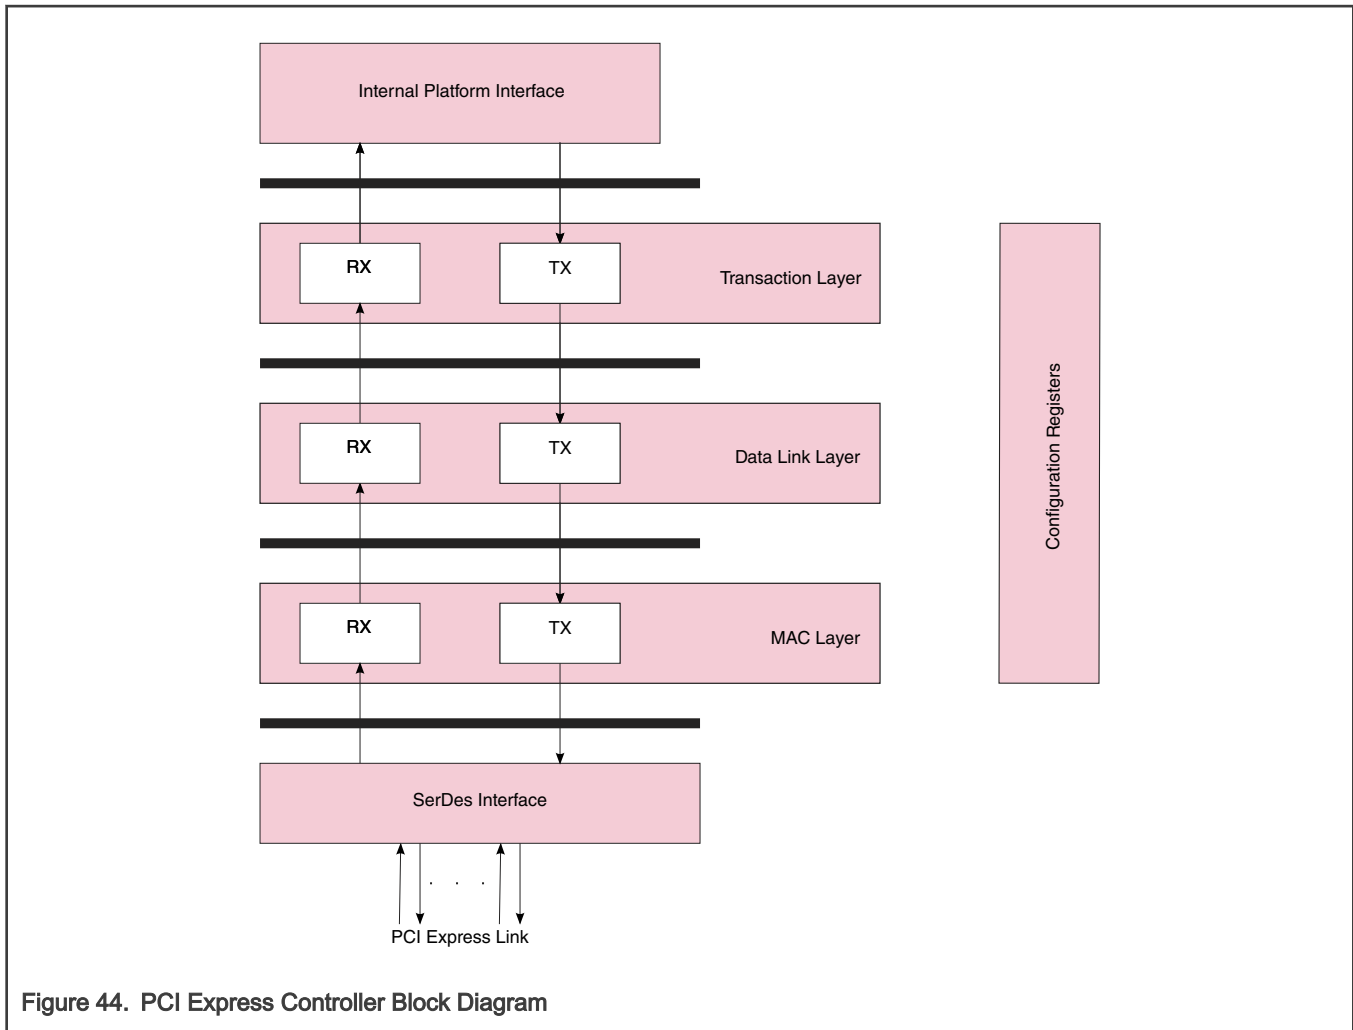 Internal Platform Interface
RX
TX
Transaction Layer
RX
TX
Data Link Layer
RX
TX
MAC Layer
Configuration Registers
SerDes Interface
. . .
PCI Express Link
Figure 44. PCI Express Controller Block Diagram